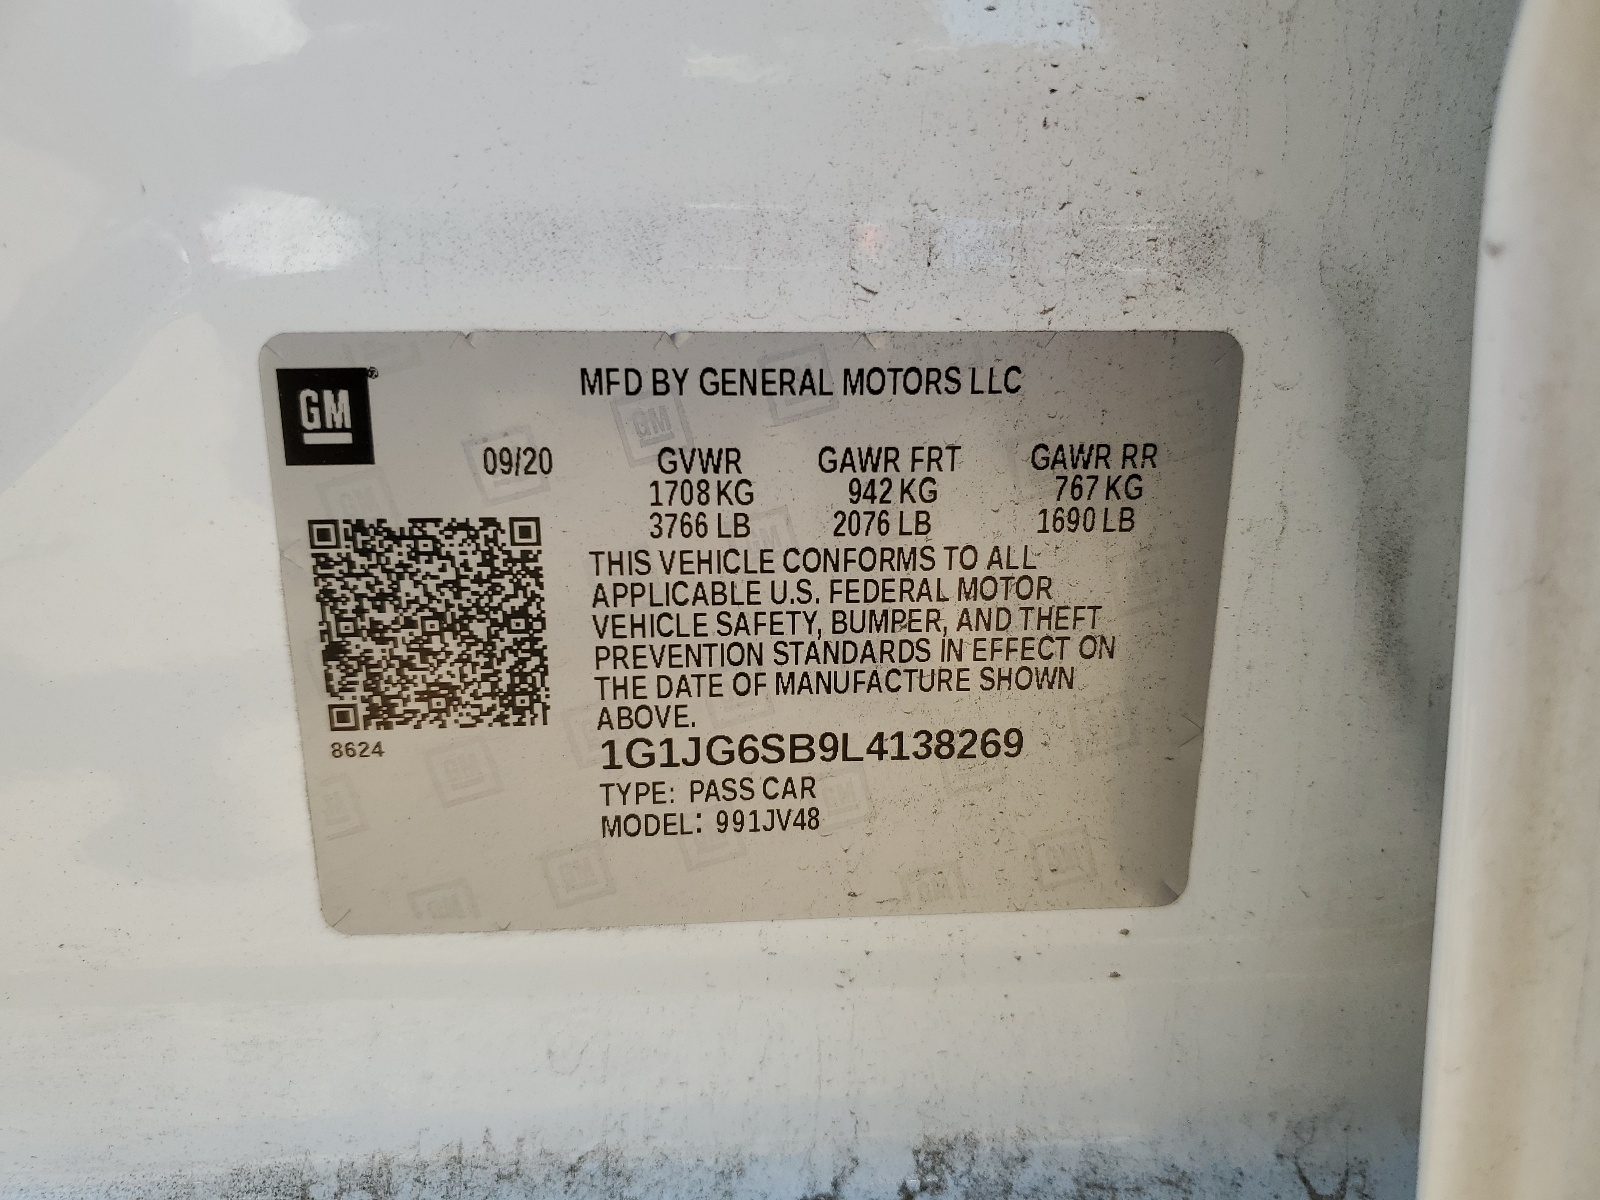 GM®
MFD BY GENERAL MOTORS LLC
09/20
GVWR GAWR FRT GAWR RR
1708 KG 942 KG 767 KG
3766 LB 2076 LB 1690 LB
THIS VEHICLE CONFORMS TO ALL
APPLICABLE U.S. FEDERAL MOTOR
VEHICLE SAFETY, BUMPER, AND THEFT
PREVENTION STANDARDS IN EFFECT ON
THE DATE OF MANUFACTURE SHOWN
ABOVE.
8624
1G1JG6SB9L4138269
TYPE: PASS CAR
MODEL: 991JV48